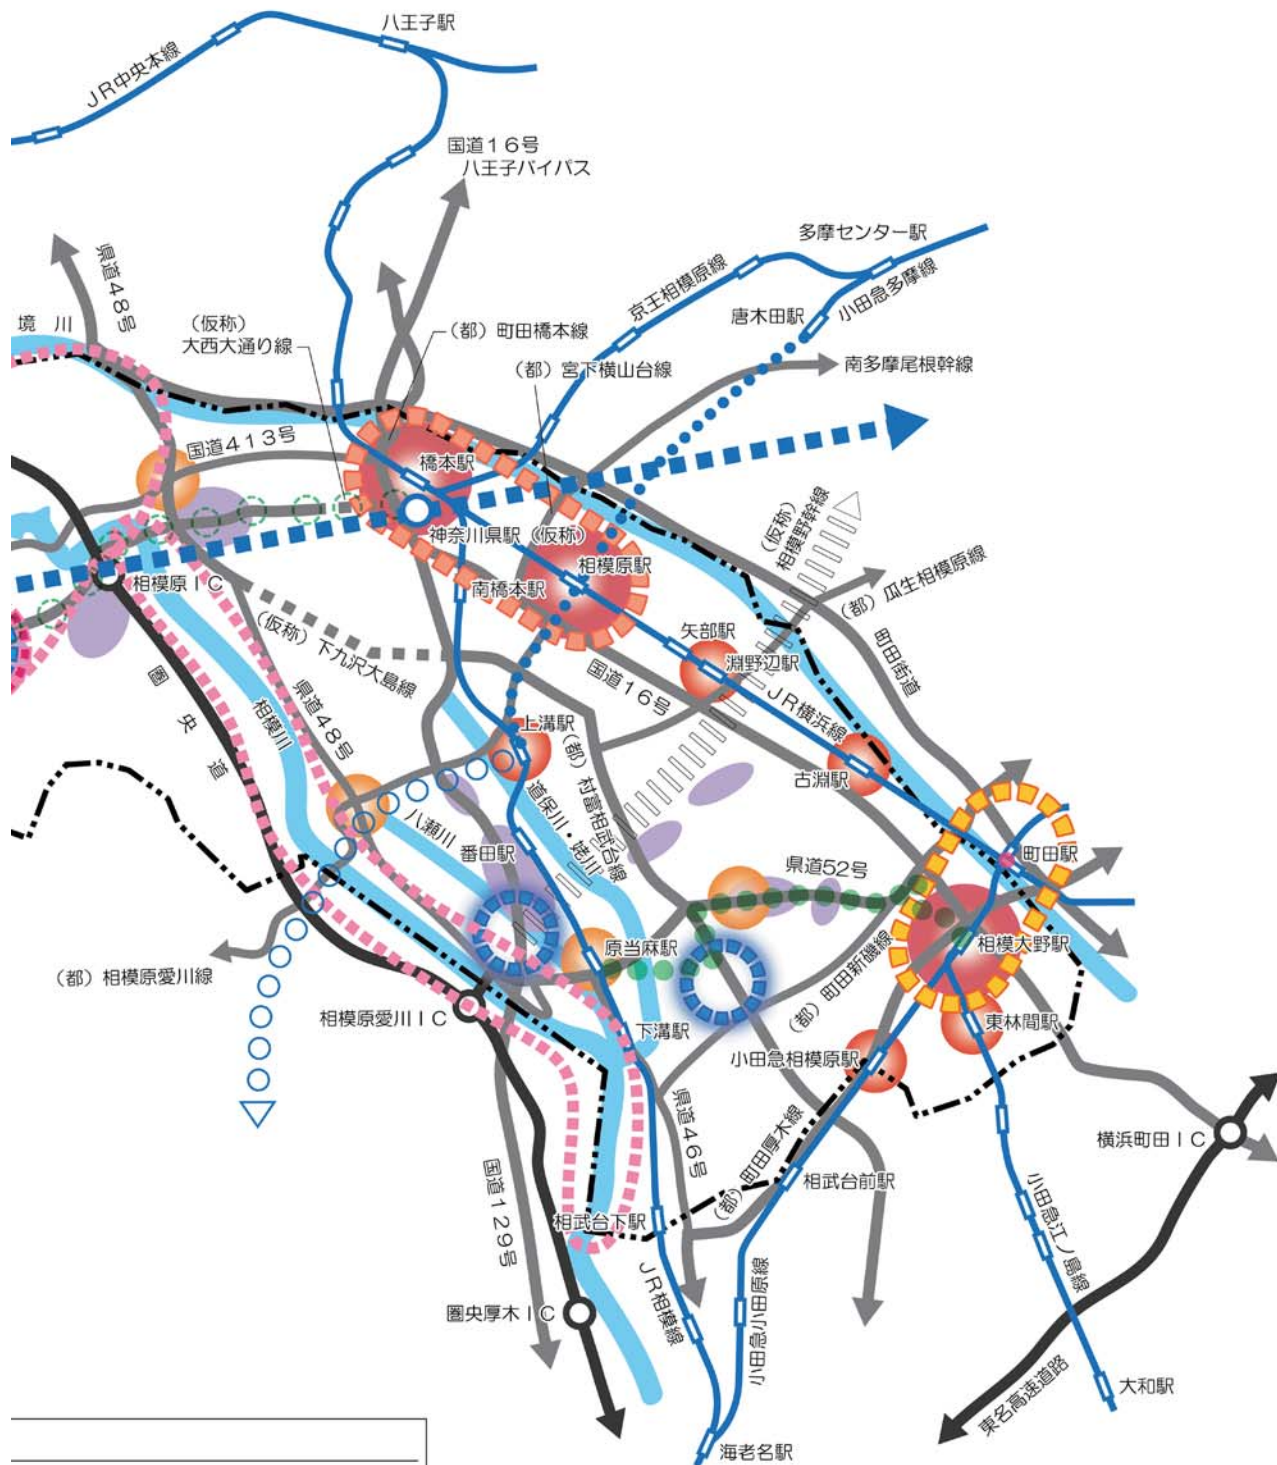 八王子駅
JR中央本線
国道16号
八王子バイパス
多摩センター駅
京王相模原線
小田急多摩線
唐木田駅
県道48号
境川
(仮称)
大西大通り線
(都)町田橋本線
(都)宮下横山台線
南多摩尾根幹線
国道413号
橋本駅
神奈川県駅(仮称)
(仮称)
相模野幹線
相模原駅
相模原IC
南橋本駅
(都)瓜生相模原線
(仮称)下九沢大島線
矢部駅
淵野辺駅
町田街道
圏央道
相模川
県道48号
国道16号
JR横浜線
上溝駅
古淵駅
(都)村富相武台線
道保川・姥川
八瀬川
番田駅
町田駅
県道52号
原当麻駅
相模大野駅
(都)相模原愛川線
(都)町田新磯線
相模原愛川IC
下溝駅
東林間駅
小田急相模原駅
県道46号
横浜町田IC
(都)町田厚木線
相武台前駅
国道129号
相武台下駅
小田急江ノ島線
JR相模線
小田急小田原線
圏央厚木IC
大和駅
東名高速道路
海老名駅